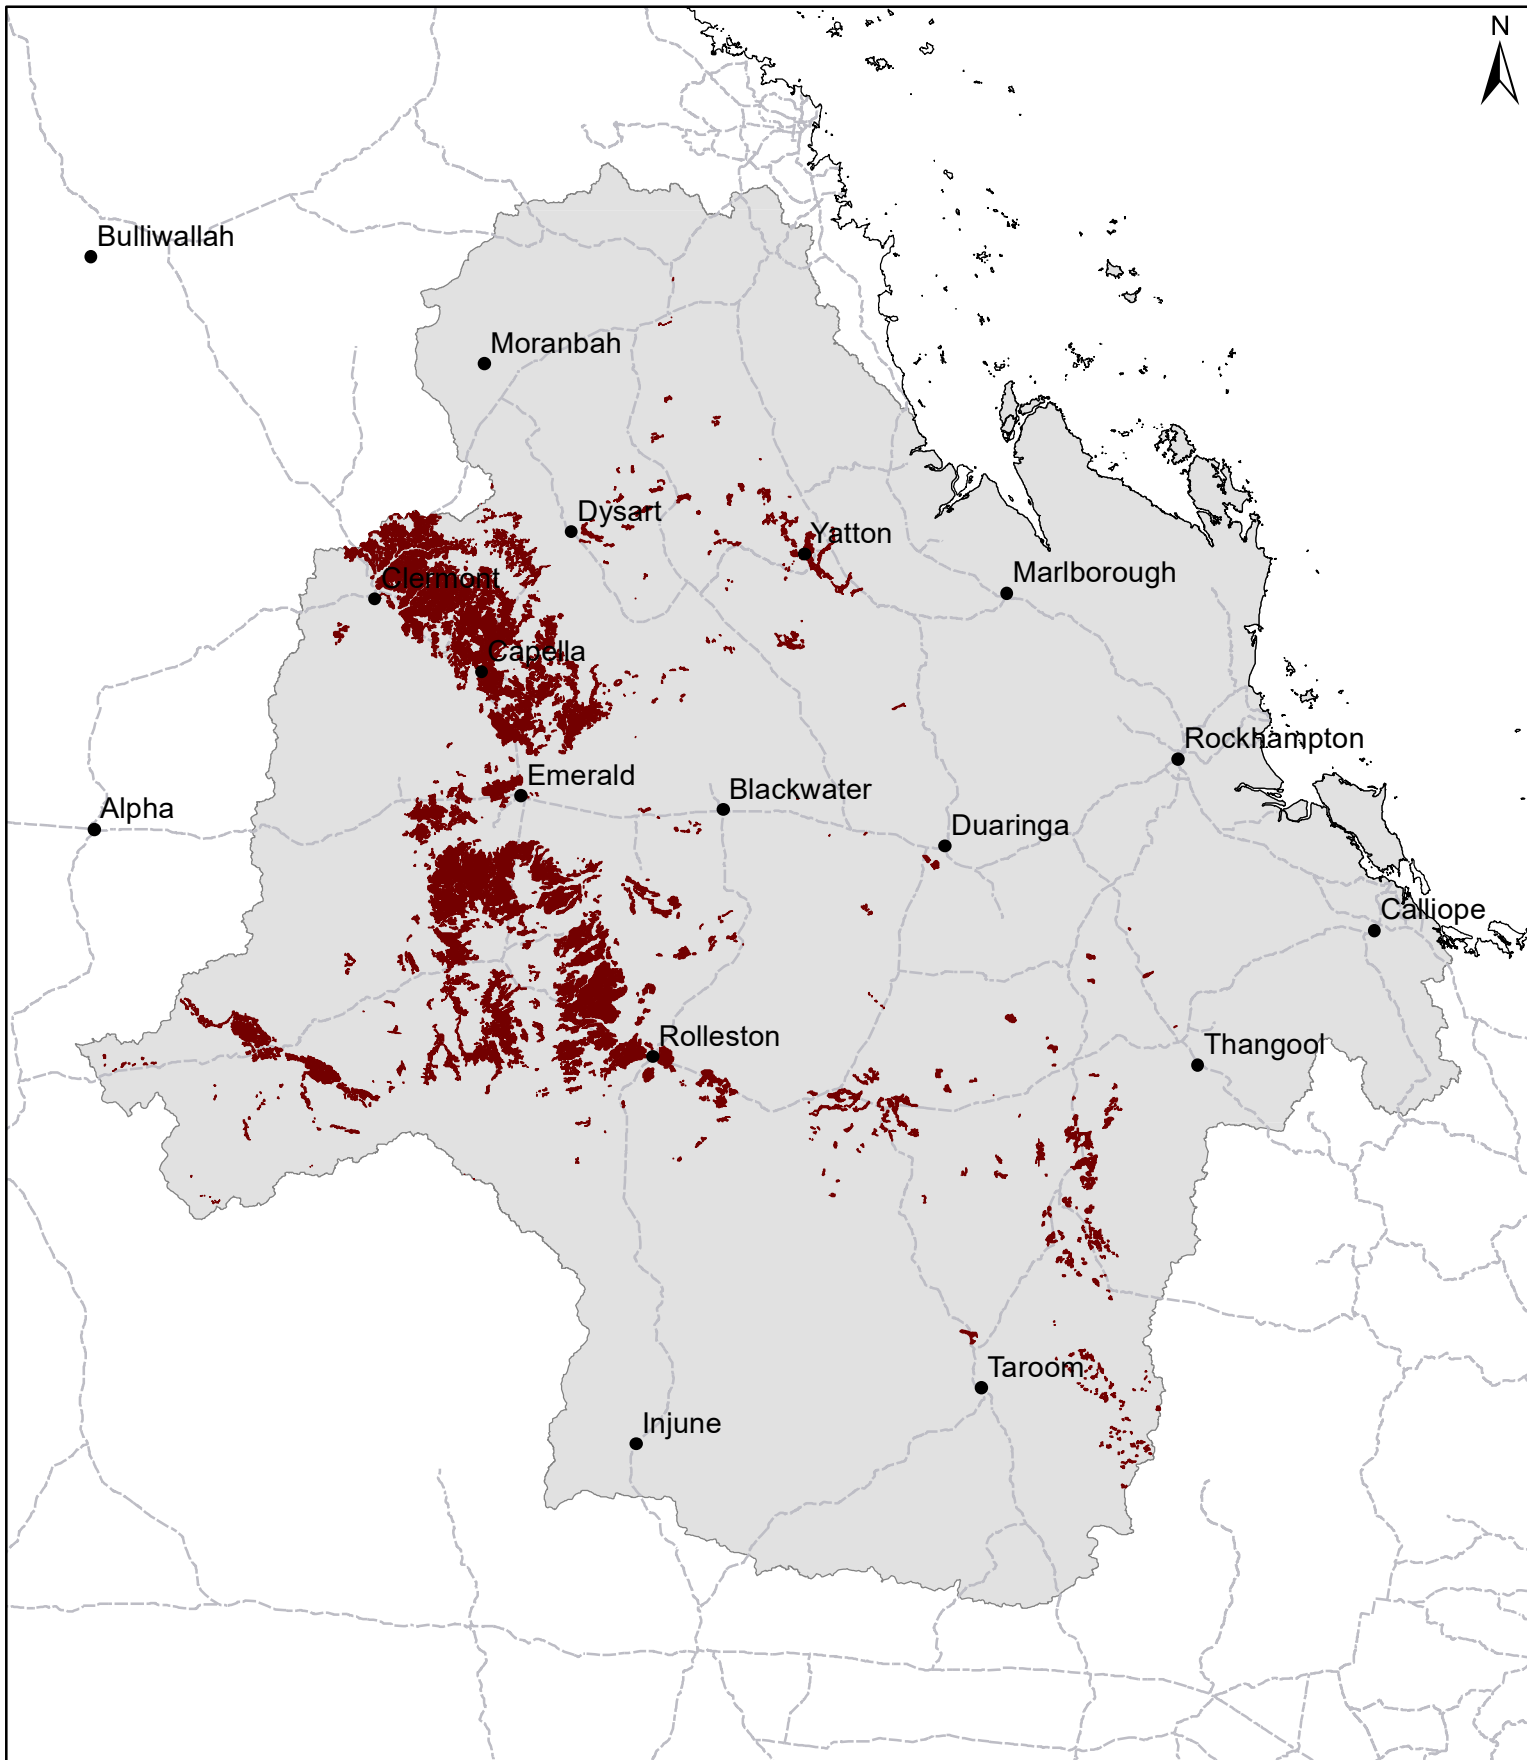 N
Bulliwallah
Moranbah
Dysart
Yatton
Clermont
Marlborough
Capella
Rockhampton
Emerald
Blackwater
Alpha
Duaringa
Calliope
Rolleston
Thangool
Taroom
Injune